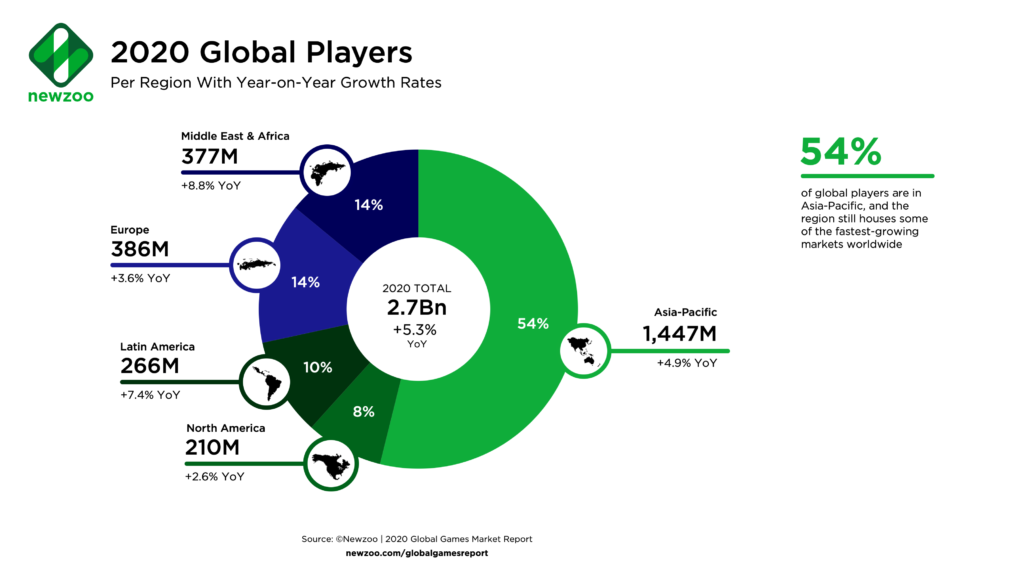 newzoo
2020 Global Players
Per Region With Year-on-Year Growth Rates
Middle East & Africa
377M
+8.8% YoY
14%
Europe
386M
+3.6% YoY
14%
Latin America
266M
+7.4% YoY
10%
North America
210M
+2.6% YoY
8%
2020 TOTAL
2.7Bn
+5.3%
YoY
54%
Asia-Pacific
1,447M
+4.9% YoY
54%
of global players are in
Asia-Pacific, and the
region still houses some
of the fastest-growing
markets worldwide
Source: ©Newzoo | 2020 Global Games Market Report
newzoo.com/globalgamesreport